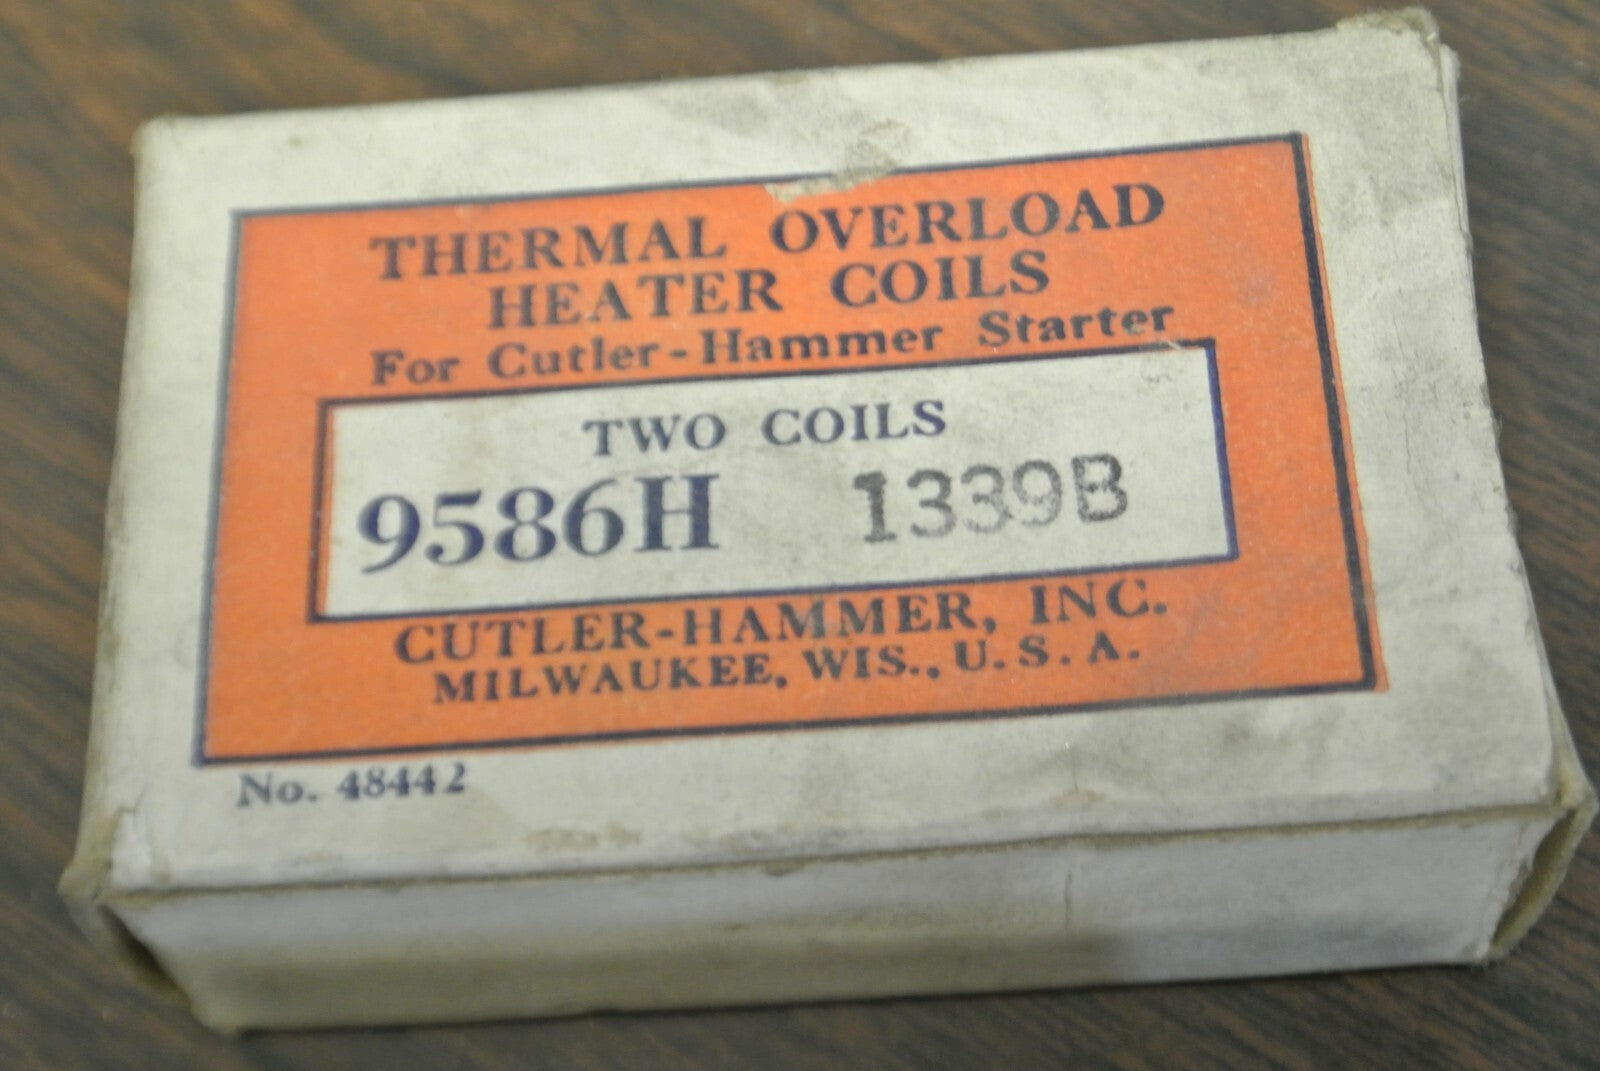 THERMAL OVERLOAD
HEATER COILS
For Cutler-Hammer Starter
TWO COILS
9586H 1339B
CUTLER-HAMMER, INC.
MILWAUKEE, WIS., U.S.A.
No. 48442